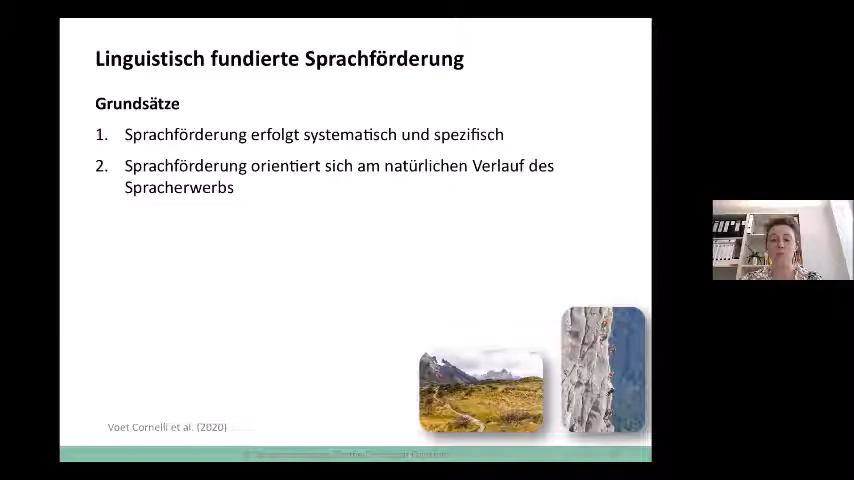 Linguistisch fundierte Sprachförderung
Grundsätze
1. Sprachförderung erfolgt systematisch und spezifisch
2. Sprachförderung orientiert sich am natürlichen Verlauf des
Spracherwerbs
Voet Cornelli et al. (2020)